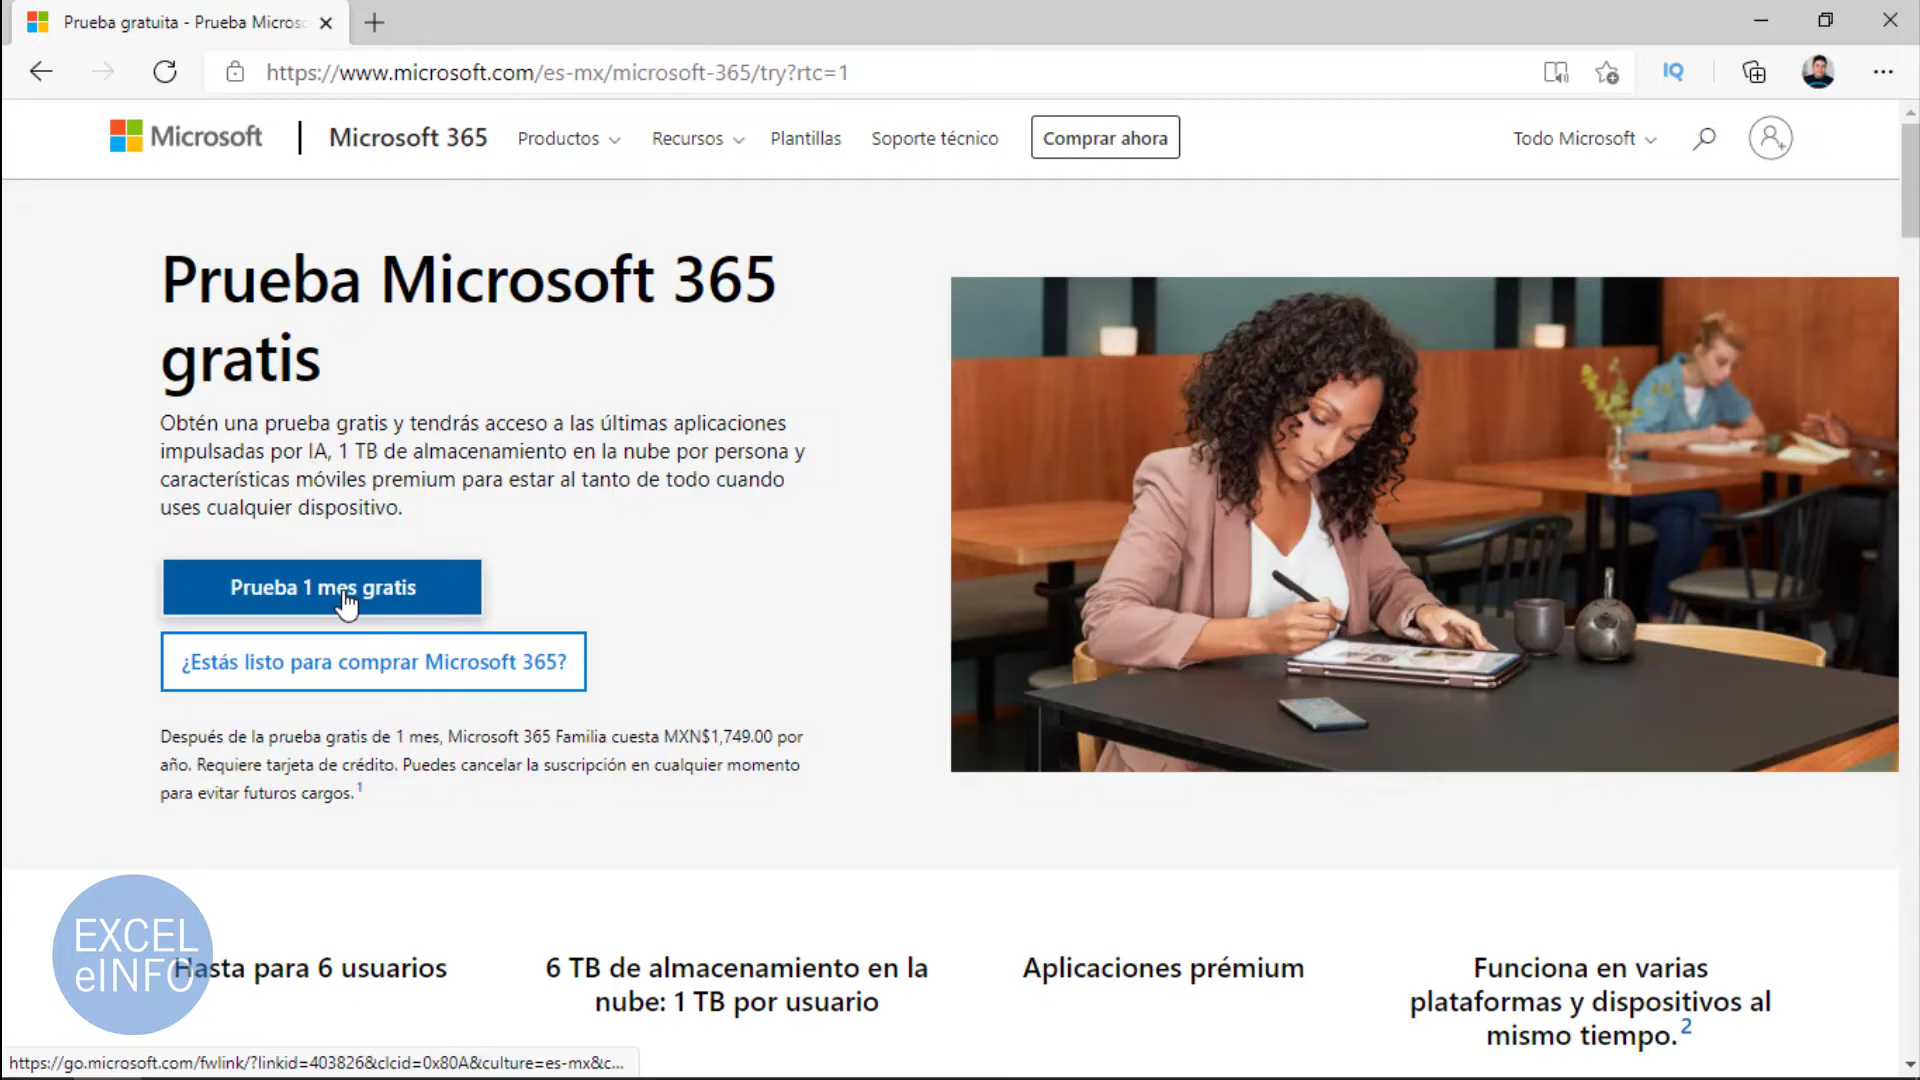 Prueba gratuita - Prueba Micros
https://www.microsoft.com/es-mx/microsoft-365/try?rtc=1
IQ
Microsoft
Microsoft 365
Productos
Recursos
Plantillas
Soporte técnico
Comprar ahora
Todo Microsoft
Prueba Microsoft 365
gratis
Obtén una prueba gratis y tendrás acceso a las últimas aplicaciones
impulsadas por IA, 1 TB de almacenamiento en la nube por persona y
características móviles premium para estar al tanto de todo cuando
uses cualquier dispositivo.
Prueba 1 mes gratis
¿Estás listo para comprar Microsoft 365?
Después de la prueba gratis de 1 mes, Microsoft 365 Familia cuesta MXN$1,749.00 por
año. Requiere tarjeta de crédito. Puedes cancelar la suscripción en cualquier momento
para evitar futuros cargos.1
EXCEL
eINFO
Hasta para 6 usuarios
6 TB de almacenamiento en la
nube: 1 TB por usuario
Aplicaciones prémium
Funciona en varias
plataformas y dispositivos al
mismo tiempo.2
https://go.microsoft.com/fwlink/?linkid=403826&clcid=0x80A&culture=es-mx&c...